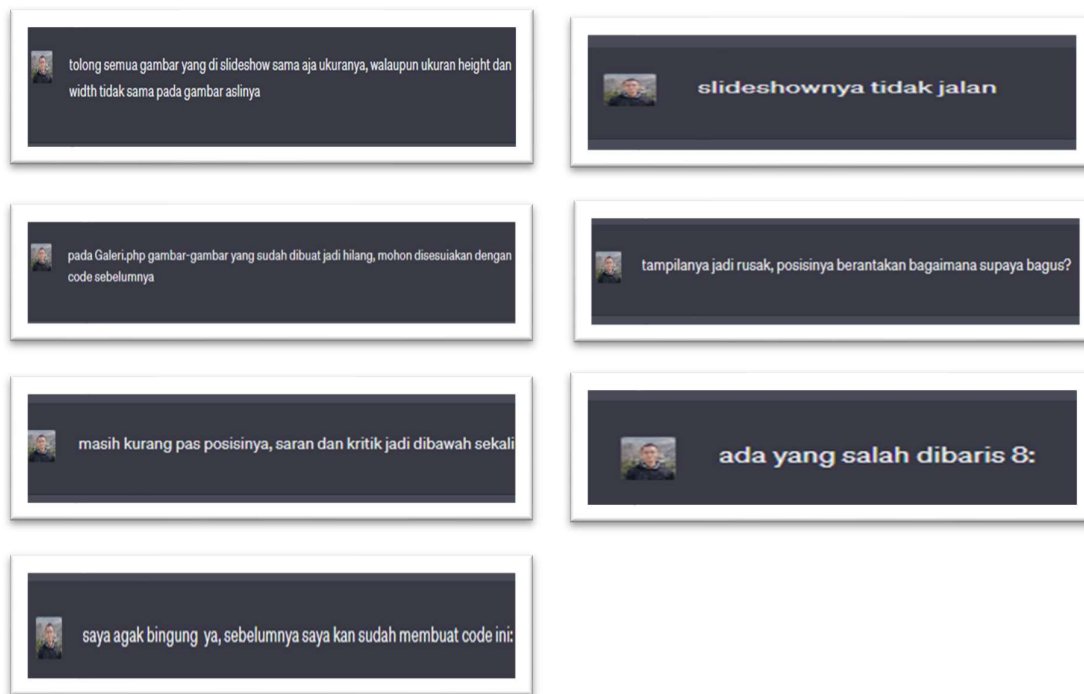 tolong semua gambar yang di slideshow sama aja ukuranya, walaupun ukuran height dan
width tidak sama pada gambar aslinya
slideshownya tidak jalan
pada Galeri.php gambar-gambar yang sudah dibuat jadi hilang, mohon disesuiakan dengan
code sebelumnya
tampilanya jadi rusak, posisinya berantakan bagaimana supaya bagus?
masih kurang pas posisinya, saran dan kritik jadi dibawah sekali
ada yang salah dibaris 8:
saya agak bingung ya, sebelumnya saya kan sudah membuat code ini: